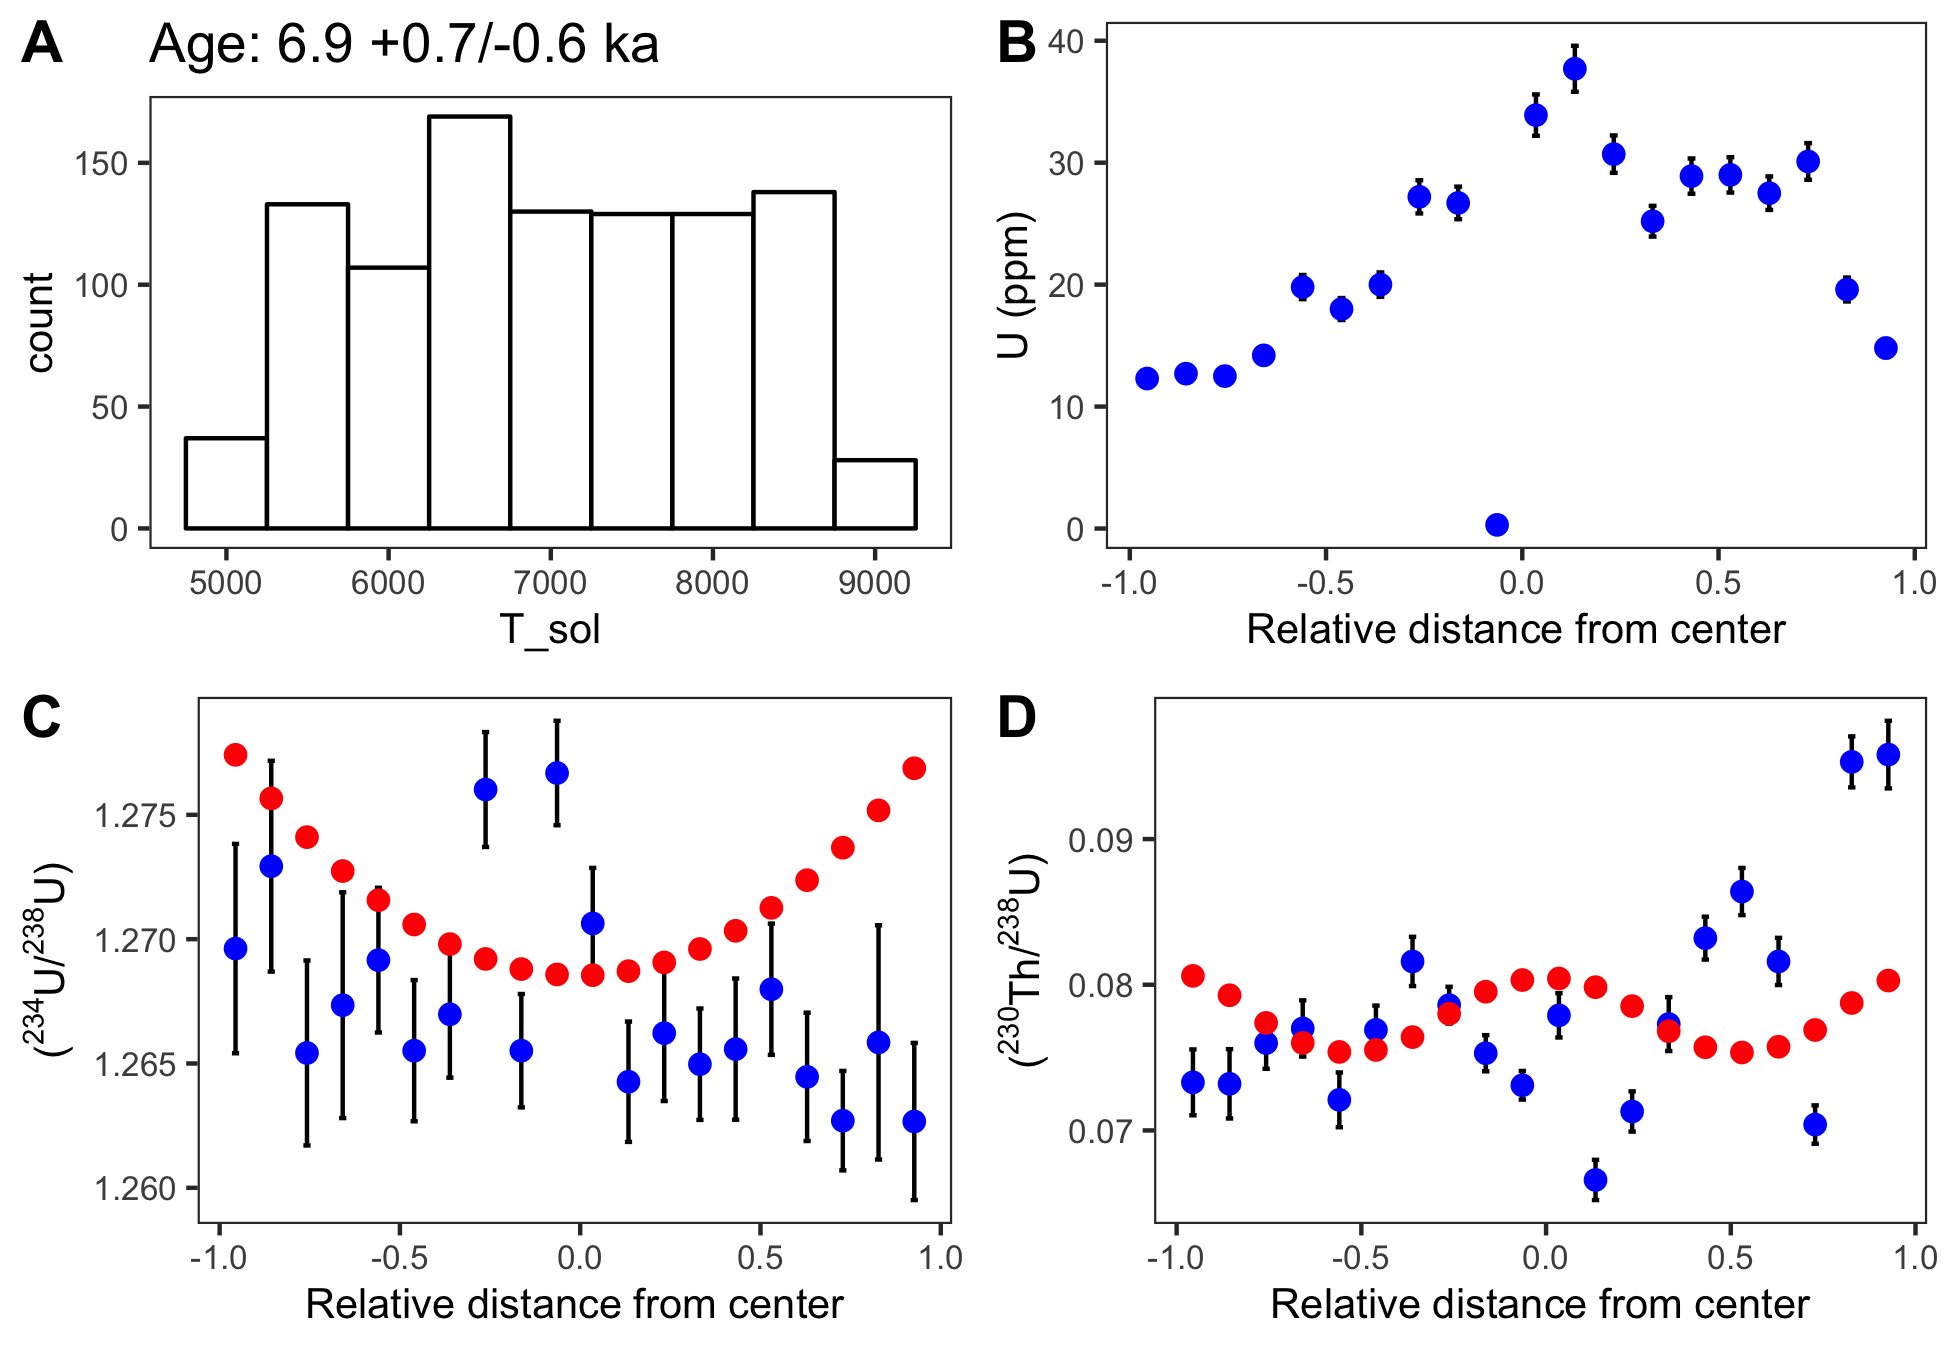 A Age: 6.9 +0.7/-0.6 ka
150
100
50
0
count
5000 6000 7000 8000 9000
T_sol
B
40
30
20
10
0
U (ppm)
-1.0 -0.5 0.0 0.5 1.0
Relative distance from center
C
1.275
1.270
1.265
1.260
(²³⁴U/²³⁸U)
-1.0 -0.5 0.0 0.5 1.0
Relative distance from center
D
0.09
0.08
0.07
(²³⁰Th/²³⁸U)
-1.0 -0.5 0.0 0.5 1.0
Relative distance from center